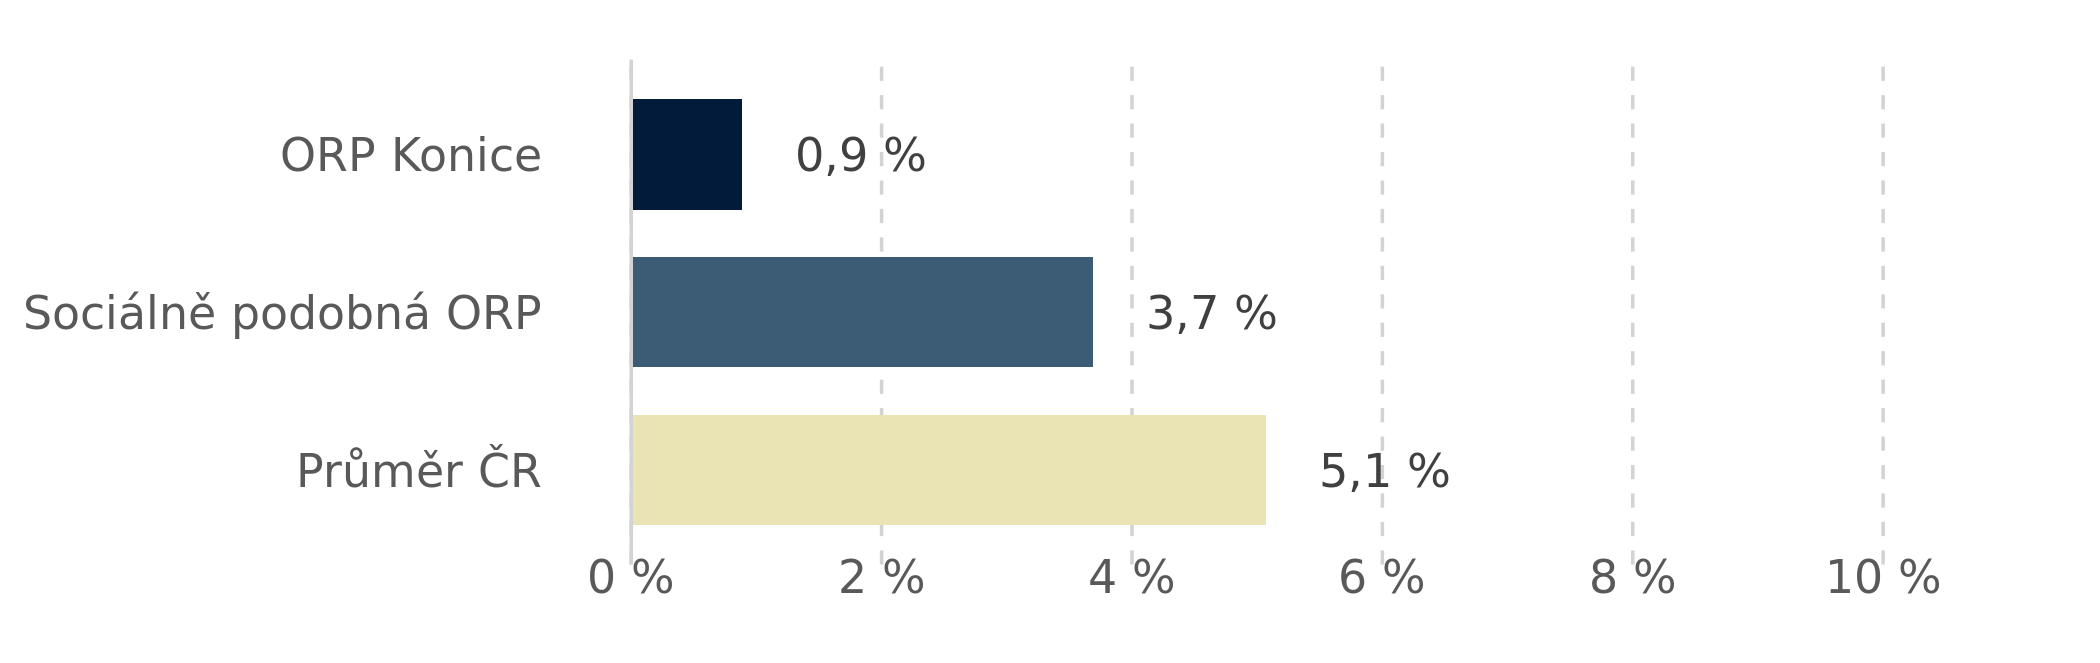 ORP Konice 0,9 %
Sociálně podobná ORP 3,7 %
Průměr ČR 5,1 %
0 % 2 % 4 % 6 % 8 % 10 %